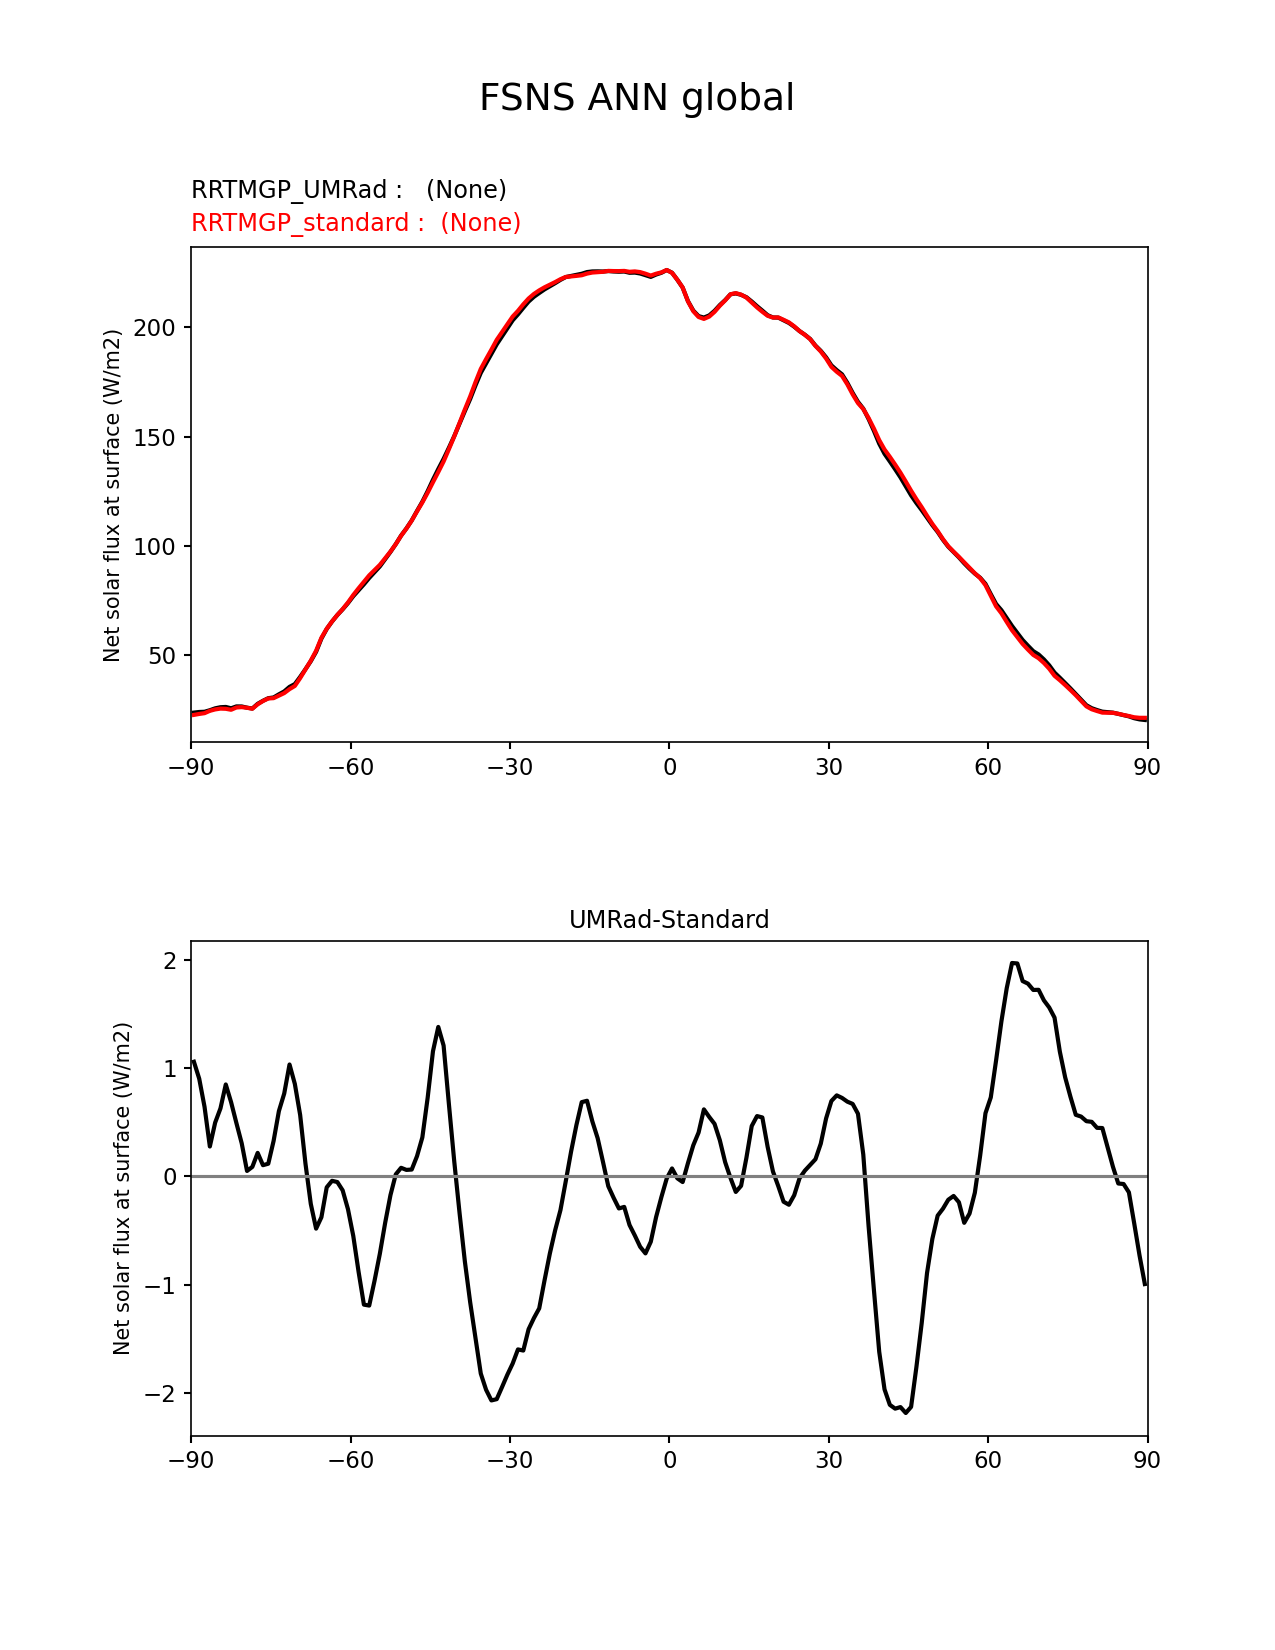 FSNS ANN global
RRTMGP_UMRad :   (None)
RRTMGP_standard :  (None)
Net solar flux at surface (W/m2)
200
150
100
50
−90 −60 −30 0 30 60 90
UMRad-Standard
Net solar flux at surface (W/m2)
2
1
0
−1
−2
−90 −60 −30 0 30 60 90